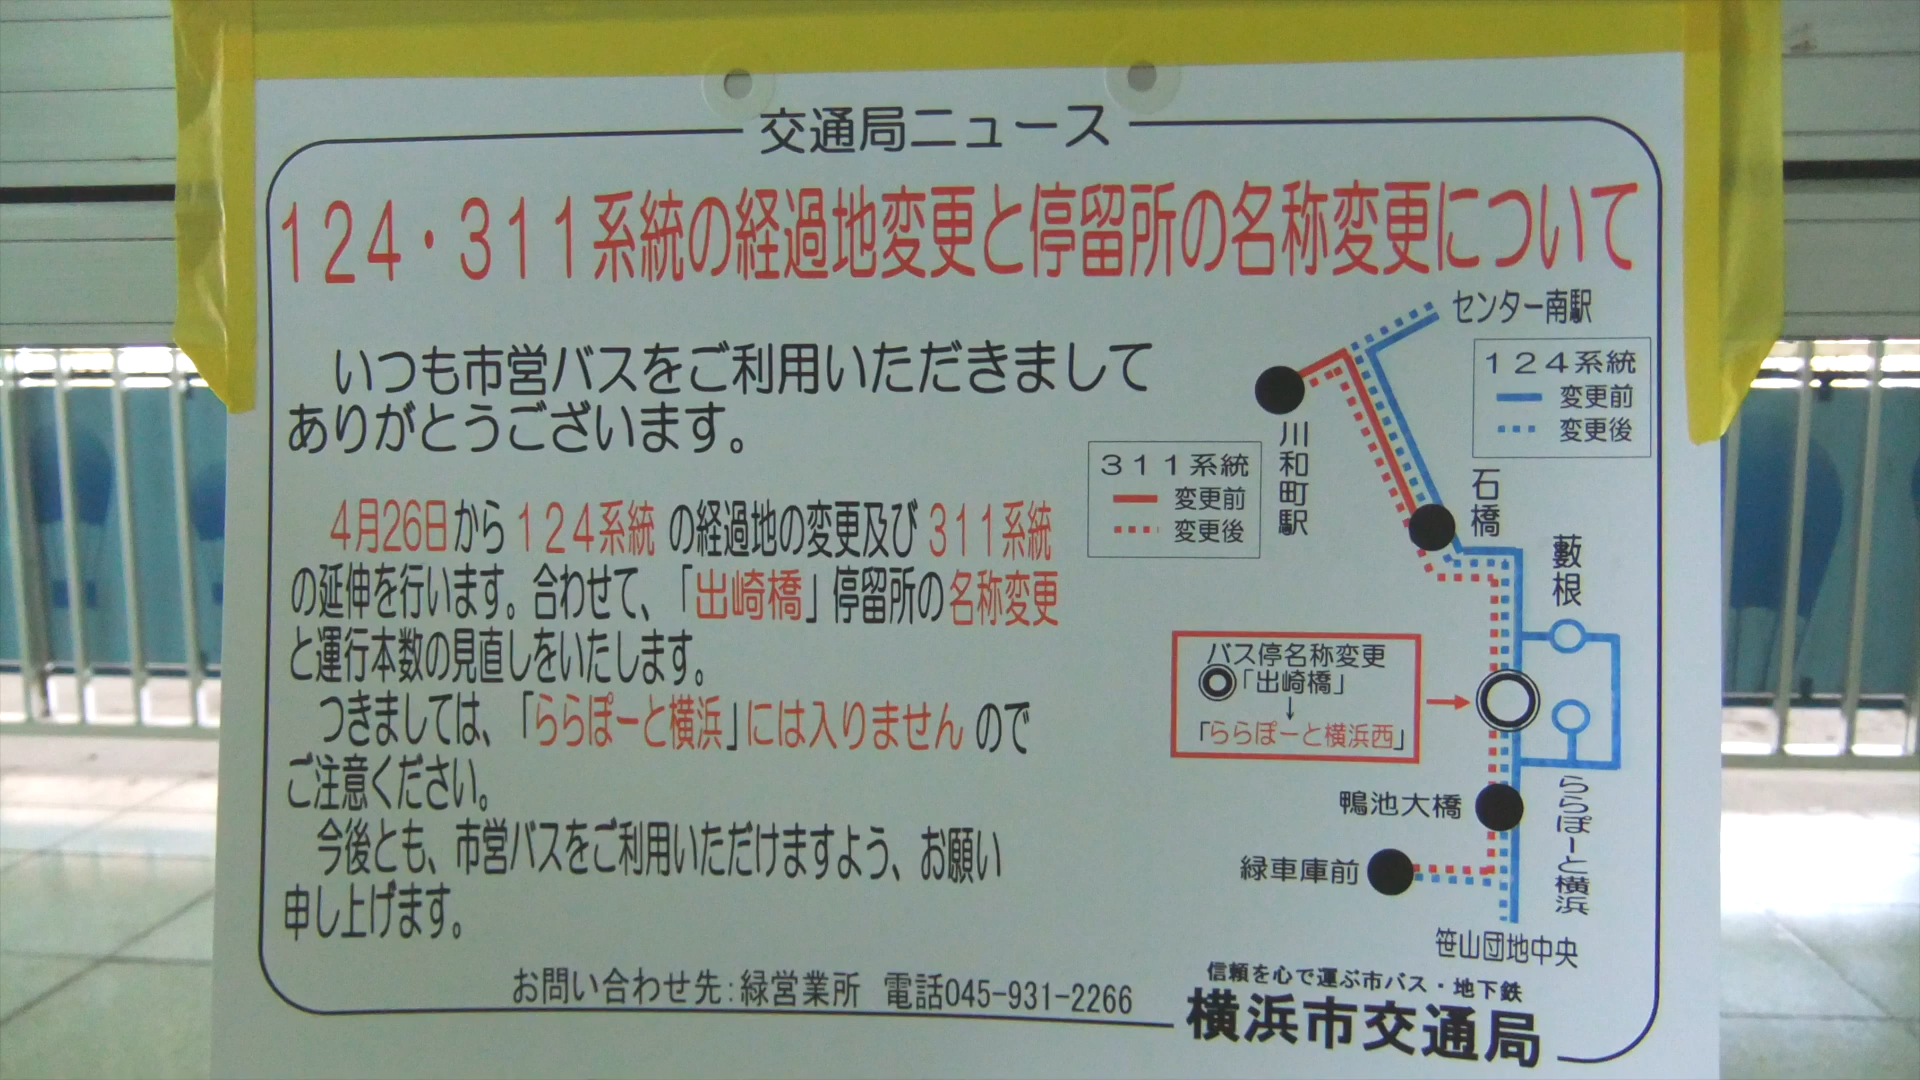 交通局ニュース
124・311系統の経過地変更と停留所の名称変更について
いつも市営バスをご利用いただきまして
ありがとうございます。
4月26日から124系統の経過地の変更及び311系統
の延伸を行います。合わせて、「出崎橋」停留所の名称変更
と運行本数の見直しをいたします。
つきましては、「ららぽーと横浜」には入りませんので
ご注意ください。
今後とも、市営バスをご利用いただけますよう、お願い
申し上げます。
センター南駅
124系統
変更前
変更後
川和町駅
311系統
変更前
変更後
石橋
藪根
バス停名称変更
「出崎橋」
↓
「ららぽーと横浜西」
鴨池大橋
ららぽーと横浜
緑車庫前
笹山団地中央
お問い合わせ先:緑営業所 電話045-931-2266
信頼を心で運ぶ市バス・地下鉄
横浜市交通局